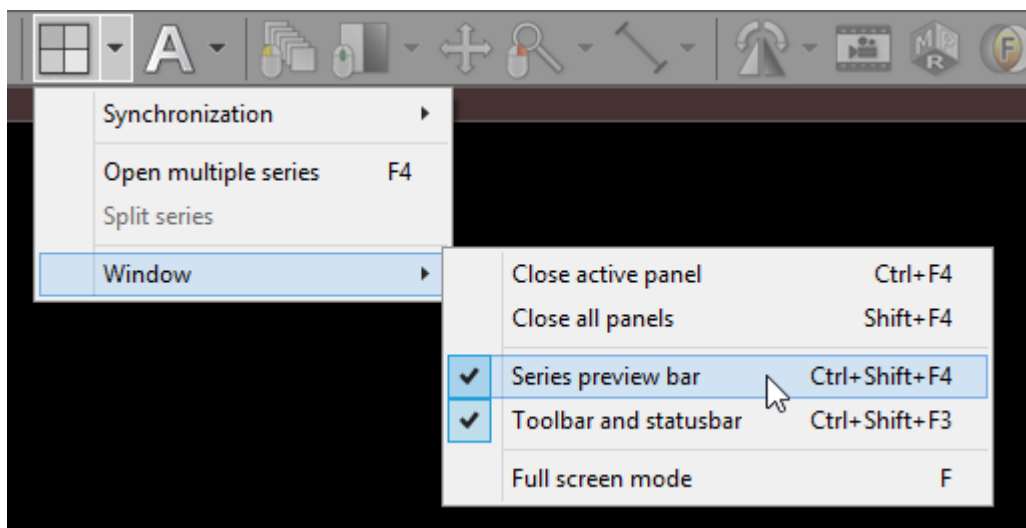 A
MPR
F
Synchronization
Open multiple series F4
Split series
Window
Close active panel Ctrl+F4
Close all panels Shift+F4
Series preview bar Ctrl+Shift+F4
Toolbar and statusbar Ctrl+Shift+F3
Full screen mode F